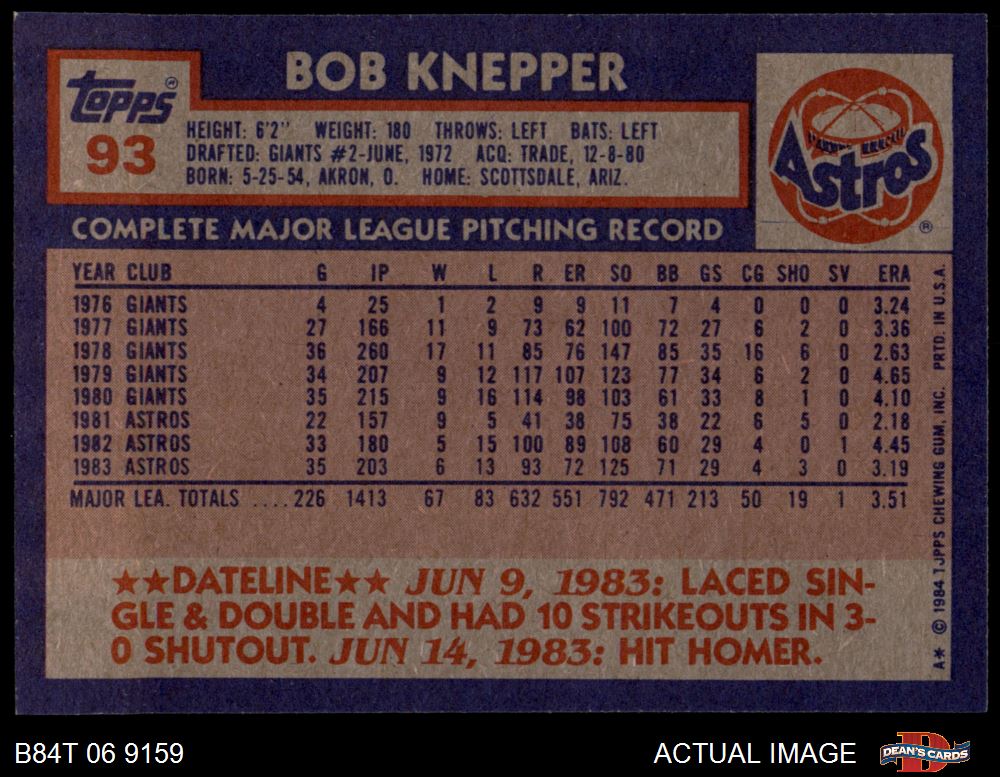 BOB KNEPPER
Topps®
93
HEIGHT: 6'2" WEIGHT: 180 THROWS: LEFT BATS: LEFT
DRAFTED: GIANTS #2-JUNE, 1972 ACQ: TRADE, 12-8-80
BORN: 5-25-54, AKRON, O. HOME: SCOTTSDALE, ARIZ.
Astros
®
COMPLETE MAJOR LEAGUE PITCHING RECORD
YEAR CLUB G IP W L R ER SO BB GS CG SHO SV ERA
1976 GIANTS 4 25 1 2 9 9 11 7 4 0 0 0 3.24
1977 GIANTS 27 166 11 9 73 62 100 72 27 6 2 0 3.36
1978 GIANTS 36 260 17 11 85 76 147 85 35 16 6 0 2.63
1979 GIANTS 34 207 9 12 117 107 123 77 34 6 2 0 4.65
1980 GIANTS 35 215 9 16 114 98 103 61 33 8 1 0 4.10
1981 ASTROS 22 157 9 5 41 38 75 38 22 6 5 0 2.18
1982 ASTROS 33 180 5 15 100 89 108 60 29 4 0 1 4.45
1983 ASTROS 35 203 6 13 93 72 125 71 29 4 3 0 3.19
MAJOR LEA. TOTALS ....226 1413 67 83 632 551 792 471 213 50 19 1 3.51
★★DATELINE★★ JUN 9, 1983: LACED SIN-
GLE & DOUBLE AND HAD 10 STRIKEOUTS IN 3-
0 SHUTOUT. JUN 14, 1983: HIT HOMER.
A* © 1984 TOPPS CHEWING GUM, INC. PRTD. IN U.S.A.
B84T 06 9159
ACTUAL IMAGE
D
DEAN'S CARDS